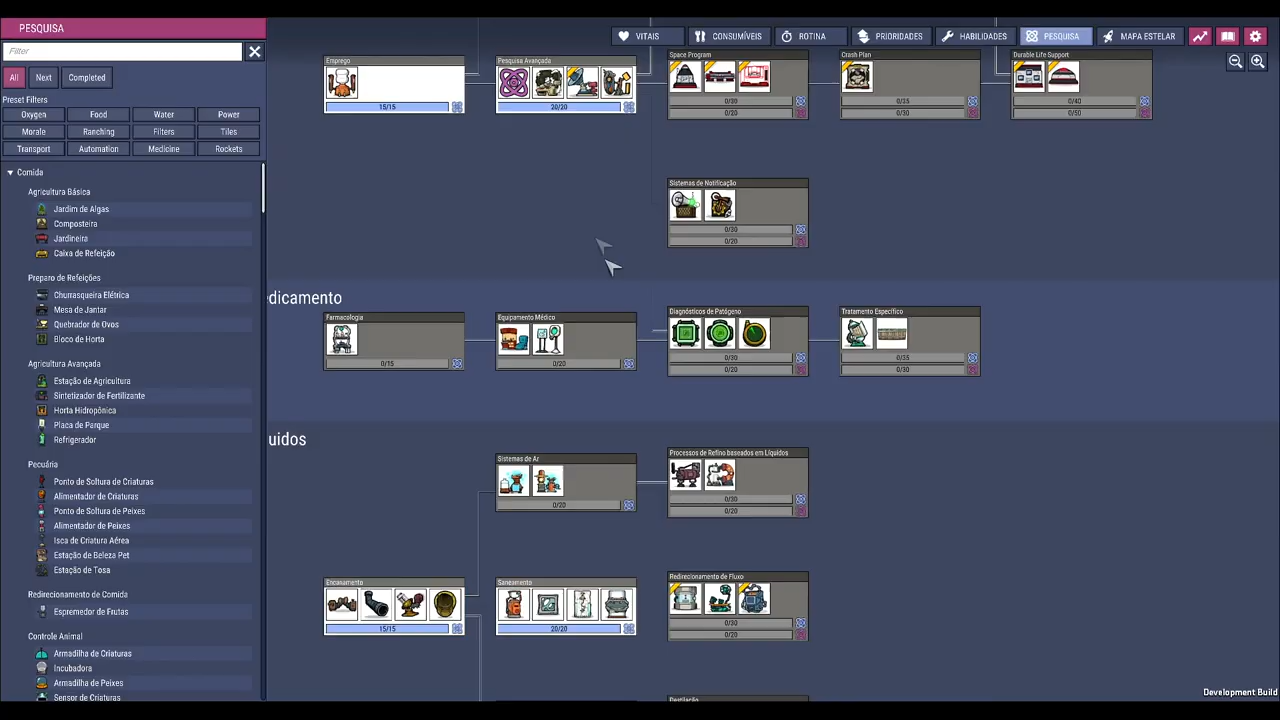 PESQUISA
Filter
All Next Completed
Preset Filters
Oxygen Food Water Power
Morale Ranching Filters Tiles
Transport Automation Medicine Rockets
Comida
Agricultura Básica
Jardim de Algas
Composteira
Jardineira
Caixa de Refeição
Preparo de Refeições
Churrasqueira Elétrica
Mesa de Jantar
Quebrador de Ovos
Bloco de Horta
Agricultura Avançada
Estação de Agricultura
Sintetizador de Fertilizante
Horta Hidropônica
Placa de Parque
Refrigerador
Pecuária
Ponto de Soltura de Criaturas
Alimentador de Criaturas
Ponto de Soltura de Peixes
Alimentador de Peixes
Isca de Criatura Aérea
Estação de Beleza Pet
Estação de Tosa
Redirecionamento de Comida
Espremedor de Frutas
Controle Animal
Armadilha de Criaturas
Incubadora
Armadilha de Peixes
Sensor de Criaturas
VITAIS CONSUMÍVEIS ROTINA PRIORIDADES HABILIDADES PESQUISA MAPA ESTELAR
Emprego
15/15
Pesquisa Avançada
20/20
Space Program
0/30
0/20
Crash Plan
0/35
0/30
Durable Life Support
0/40
0/50
Sistemas de Notificação
0/30
0/20
edicamento
Farmacologia
0/15
Equipamento Médico
0/20
Diagnósticos de Patógeno
0/30
0/20
Tratamento Específico
0/35
0/30
uidos
Sistemas de Ar
0/20
Processos de Refino baseados em Líquidos
0/30
0/20
Encanamento
15/15
Saneamento
20/20
Redirecionamento de Fluxo
0/30
0/20
Destilação
Development Build